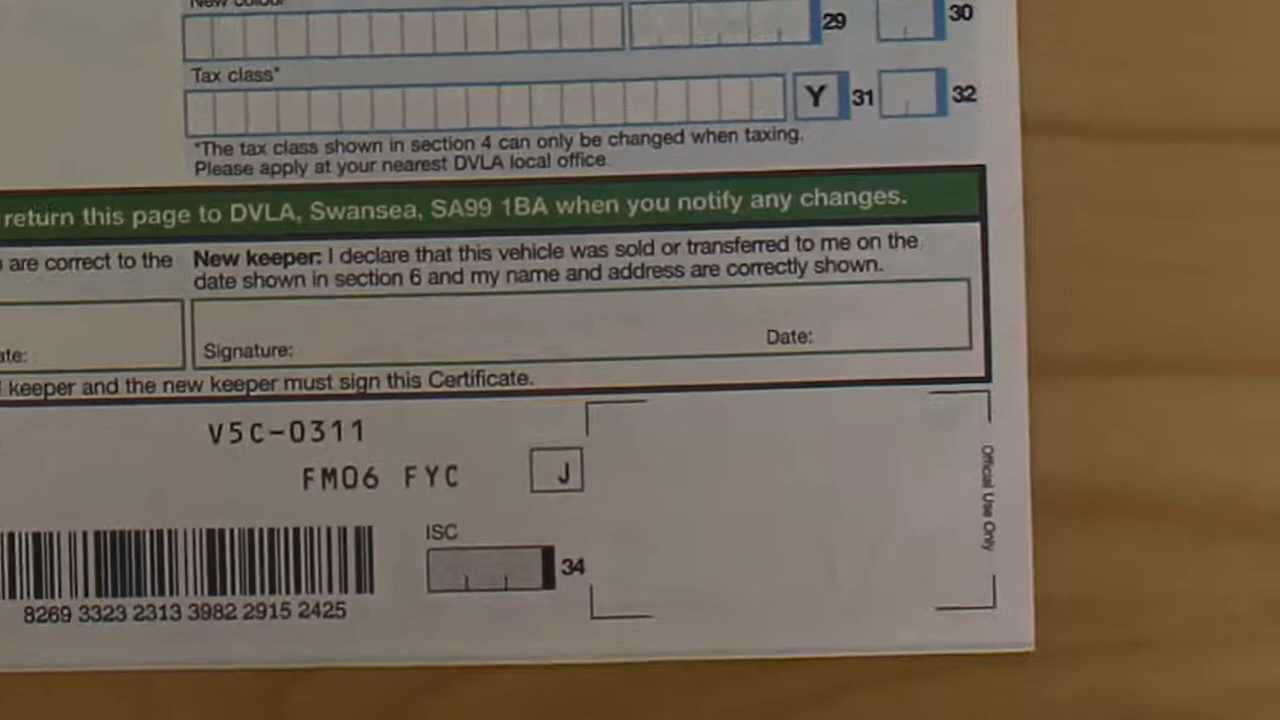 New colour
29
30
Tax class*
Y 31
32
*The tax class shown in section 4 can only be changed when taxing.
Please apply at your nearest DVLA local office.
return this page to DVLA, Swansea, SA99 1BA when you notify any changes.
are correct to the
New keeper: I declare that this vehicle was sold or transferred to me on the
date shown in section 6 and my name and address are correctly shown.
Signature:
Date:
keeper and the new keeper must sign this Certificate.
V5C-0311
FM06 FYC
J
Official Use Only
ISC
34
8269 3323 2313 3982 2915 2425